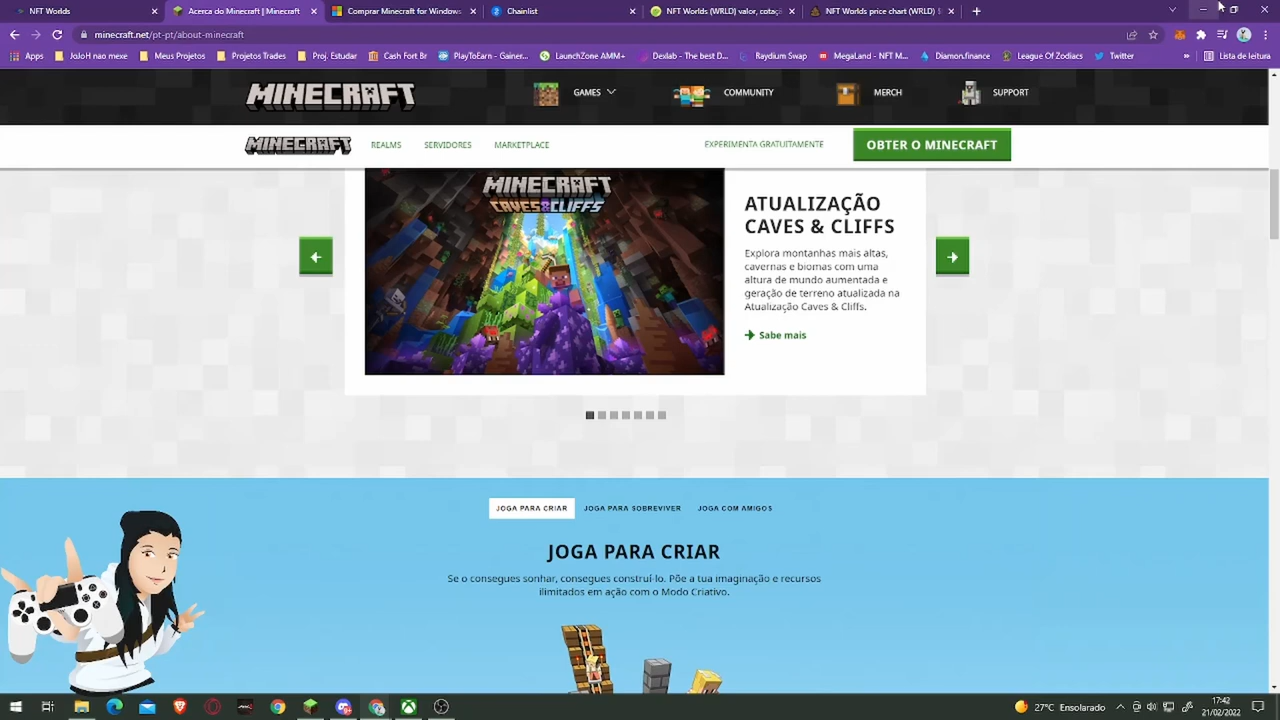 NFT Worlds
Acerca do Minecraft | Minecraft
Comprar Minecraft for Windows
Chainlist
NFT Worlds (WRLD) valor, cotaç
NFT Worlds price chart (WRLD) $
minecraft.net/pt-pt/about-minecraft
Apps
JoJoH nao mexe
Meus Projetos
Proj. Trades
Proj. Estudar
Cash Fort Br
PlayToEarn - Gaine...
LaunchZone AMM+
Dexlab - The best D...
Raydium Swap
MegaLand - NFT M...
Diamon.finance
League Of Zodiacs
Twitter
»
Lista de leitura
MINECRAFT
GAMES
COMMUNITY
MERCH
SUPPORT
MINECRAFT
REALMS
SERVIDORES
MARKETPLACE
EXPERIMENTA GRATUITAMENTE
OBTER O MINECRAFT
MINECRAFT
CAVES & CLIFFS
ATUALIZAÇÃO
CAVES & CLIFFS
Explora montanhas mais altas,
cavernas e biomas com uma
altura de mundo aumentada e
geração de terreno atualizada na
Atualização Caves & Cliffs.
Sabe mais
JOGA PARA CRIAR
JOGA PARA SOBREVIVER
JOGA COM AMIGOS
JOGA PARA CRIAR
Se o consegues sonhar, consegues construí-lo. Põe a tua imaginação e recursos
ilimitados em ação com o Modo Criativo.
27°C Ensolarado
17:42
21/02/2022